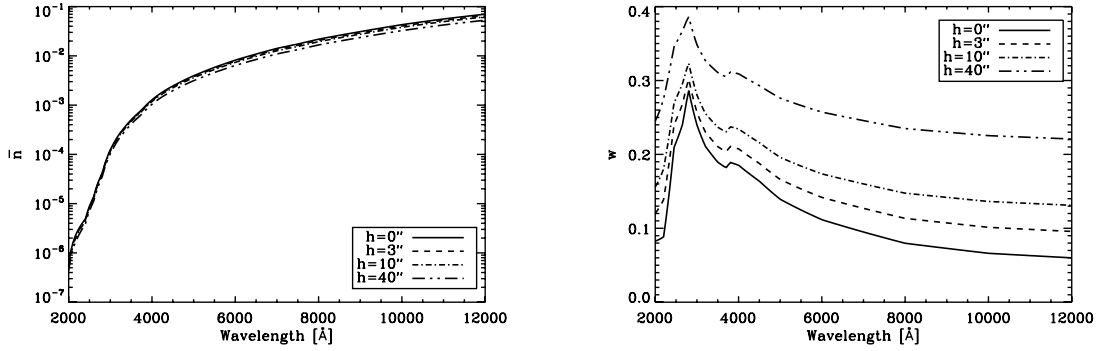 10⁻¹
10⁻²
10⁻³
10⁻⁴
10⁻⁵
10⁻⁶
10⁻⁷
n̄
2000 4000 6000 8000 10000 12000
Wavelength [Å]
h=0"
h=3"
h=10"
h=40"
0.4
0.3
0.2
0.1
0.0
w
2000 4000 6000 8000 10000 12000
Wavelength [Å]
h=0"
h=3"
h=10"
h=40"